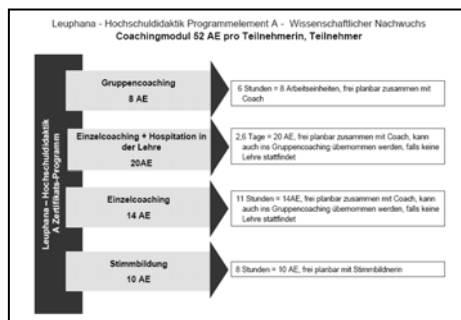 Leuphana - Hochschuldidaktik Programmelement A - Wissenschaftlicher Nachwuchs
Coachingmodul 52 AE pro Teilnehmerin, Teilnehmer
Leuphana – Hochschuldidaktik
A Zertifikats-Programm
Gruppencoaching
8 AE
6 Stunden = 8 Arbeitseinheiten, frei planbar zusammen mit
Coach
Einzelcoaching + Hospitation in
der Lehre
20AE
2,6 Tage = 20 AE, frei planbar zusammen mit Coach, kann
auch ins Gruppencoaching übernommen werden, falls keine
Lehre stattfindet
Einzelcoaching
14 AE
11 Stunden = 14AE, frei planbar zusammen mit Coach, kann
auch ins Gruppencoaching übernommen werden, falls keine
Lehre stattfindet
Stimmbildung
10 AE
8 Stunden = 10 AE, frei planbar mit Stimmbildnerin